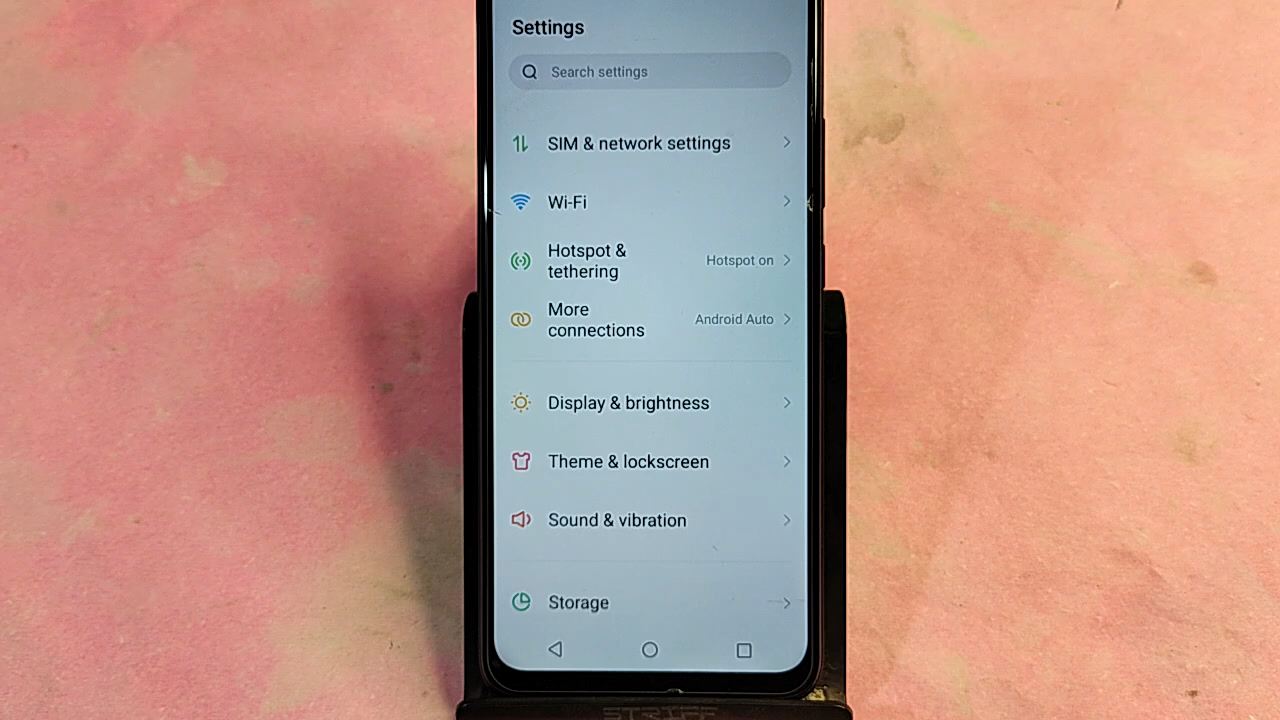 Settings
Search settings
SIM & network settings
Wi-Fi
Hotspot &
tethering
Hotspot on
More
connections
Android Auto
Display & brightness
Theme & lockscreen
Sound & vibration
Storage
STRIFF